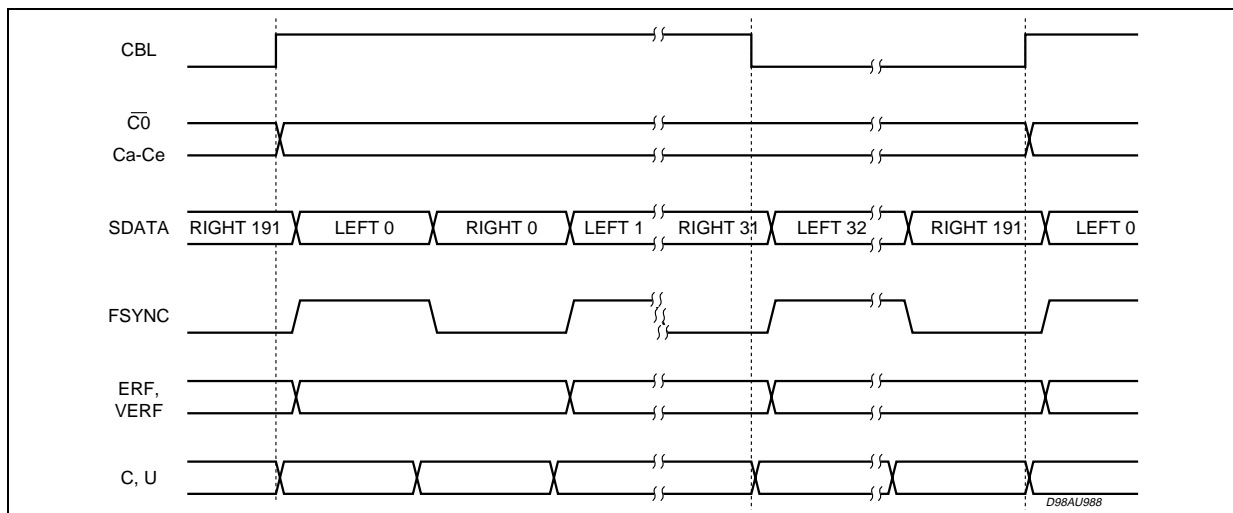 CBL
C0
Ca-Ce
SDATA RIGHT 191 LEFT 0 RIGHT 0 LEFT 1 RIGHT 31 LEFT 32 RIGHT 191 LEFT 0
FSYNC
ERF,
VERF
C, U
D98AU988